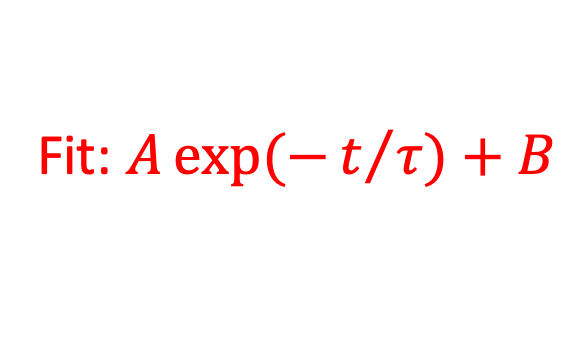 Fit: A exp(− t/τ) + B